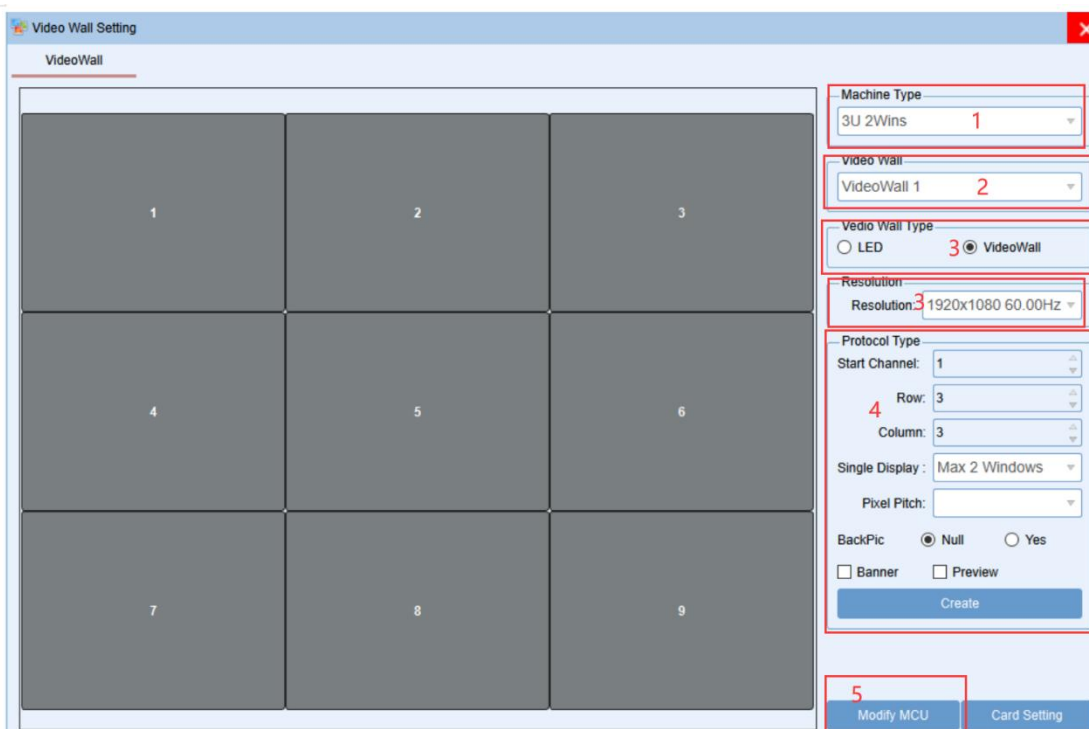 Video Wall Setting
VideoWall
1 2 3
4 5 6
7 8 9
Machine Type
3U 2Wins 1
Video Wall
VideoWall 1 2
Vedio Wall Type
LED 3 VideoWall
Resolution
Resolution: 3 1920x1080 60.00Hz
Protocol Type
Start Channel: 1
Row: 3
4
Column: 3
Single Display : Max 2 Windows
Pixel Pitch:
BackPic Null Yes
Banner Preview
Create
5
Modify MCU Card Setting